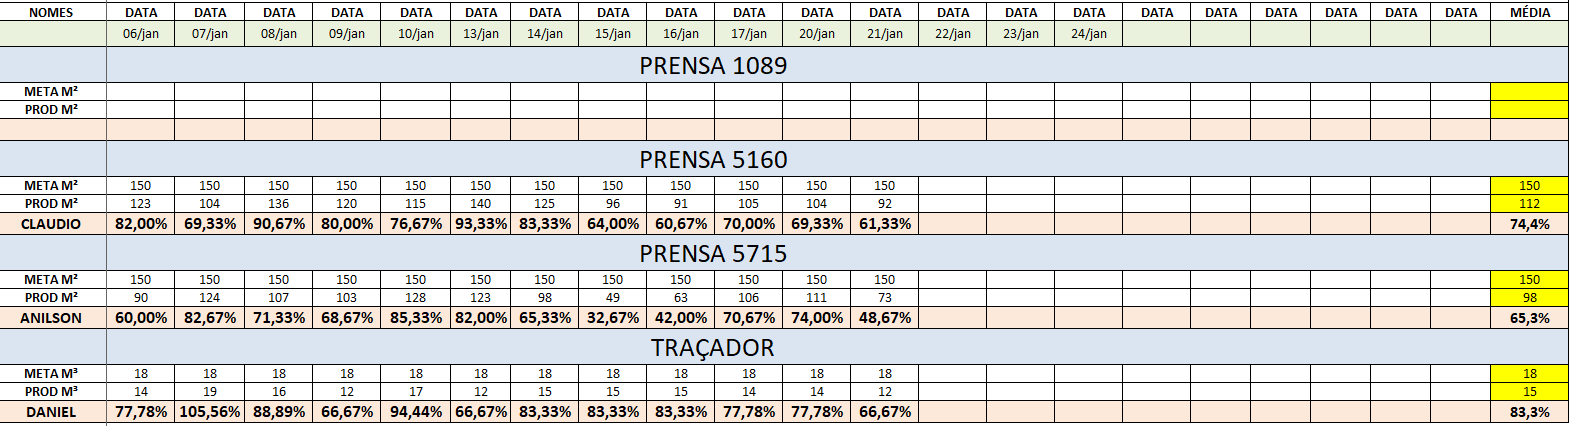 NOMES DATA DATA DATA DATA DATA DATA DATA DATA DATA DATA DATA DATA DATA DATA DATA DATA DATA DATA DATA DATA DATA MÉDIA
06/jan 07/jan 08/jan 09/jan 10/jan 13/jan 14/jan 15/jan 16/jan 17/jan 20/jan 21/jan 22/jan 23/jan 24/jan
PRENSA 1089
META M²
PROD M²
PRENSA 5160
META M² 150 150 150 150 150 150 150 150 150 150 150 150 150
PROD M² 123 104 136 120 115 140 125 96 91 105 104 92 112
CLAUDIO 82,00% 69,33% 90,67% 80,00% 76,67% 93,33% 83,33% 64,00% 60,67% 70,00% 69,33% 61,33% 74,4%
PRENSA 5715
META M² 150 150 150 150 150 150 150 150 150 150 150 150 150
PROD M² 90 124 107 103 128 123 98 49 63 106 111 73 98
ANILSON 60,00% 82,67% 71,33% 68,67% 85,33% 82,00% 65,33% 32,67% 42,00% 70,67% 74,00% 48,67% 65,3%
TRAÇADOR
META M³ 18 18 18 18 18 18 18 18 18 18 18 18 18
PROD M³ 14 19 16 12 17 12 15 15 15 14 14 12 15
DANIEL 77,78% 105,56% 88,89% 66,67% 94,44% 66,67% 83,33% 83,33% 83,33% 77,78% 77,78% 66,67% 83,3%